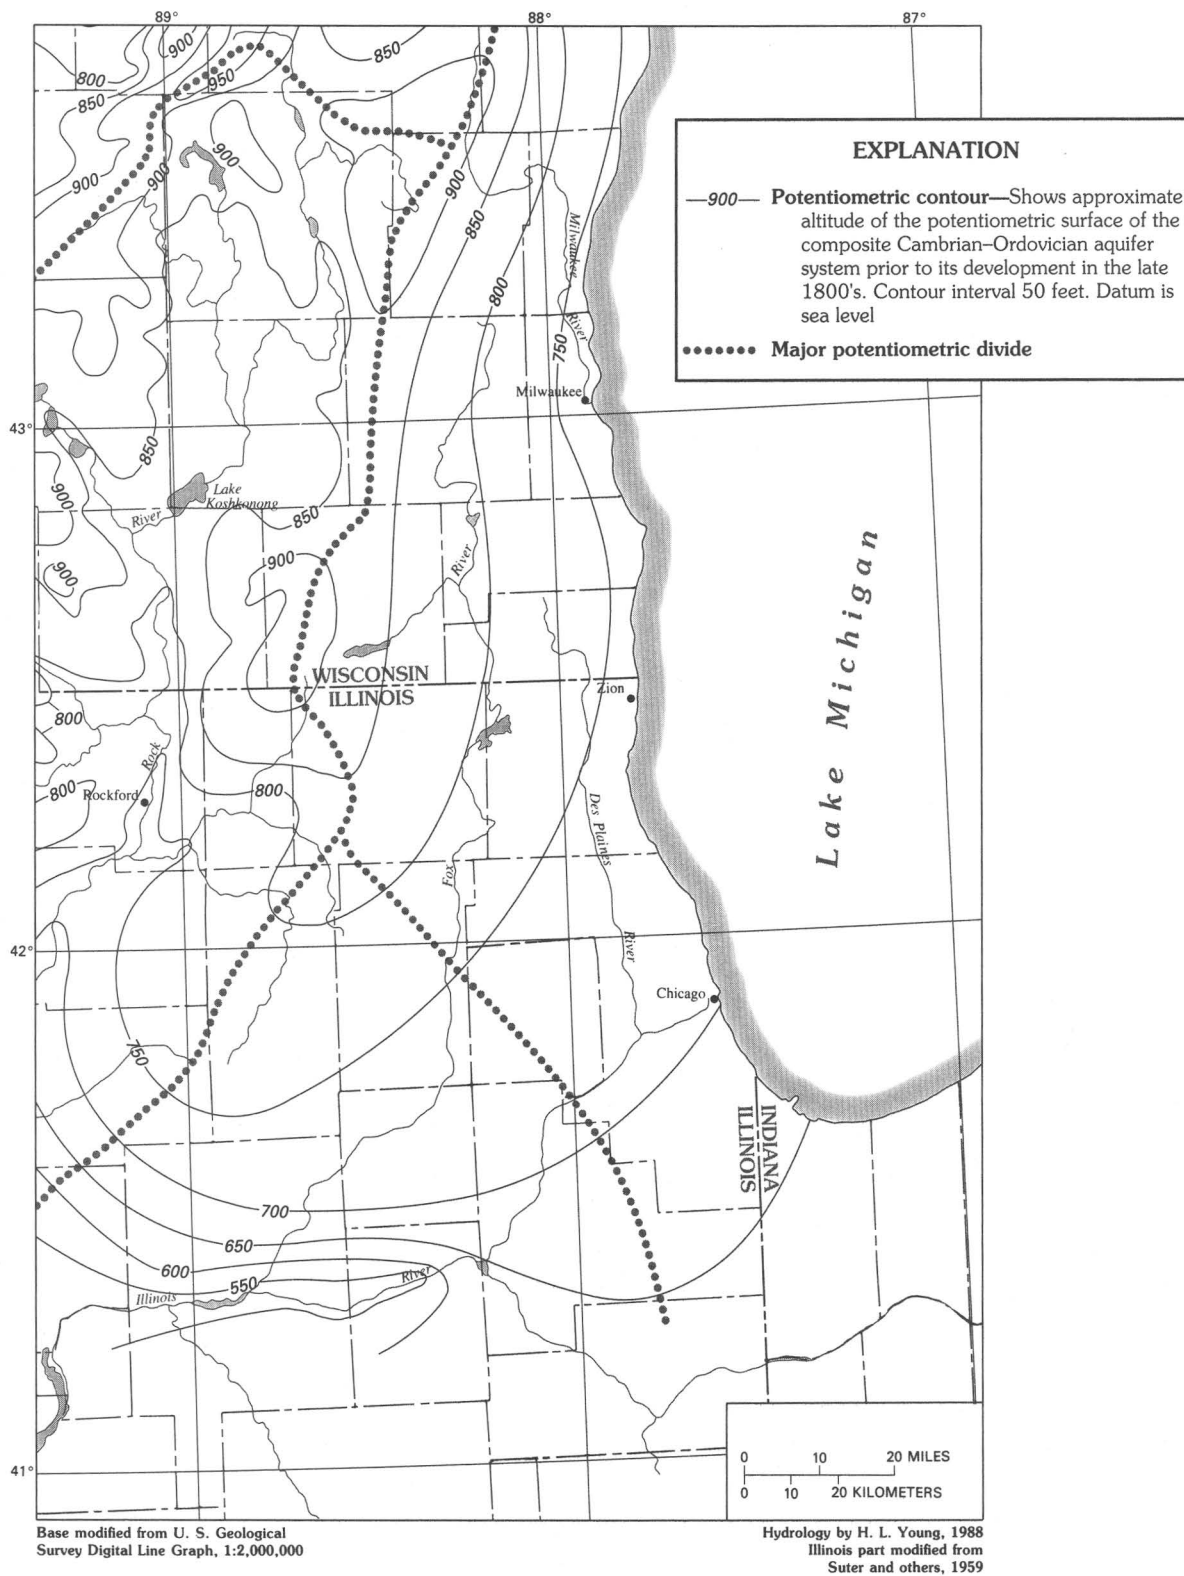 89°
88°
87°
900
850
800
950
850
EXPLANATION
—900— Potentiometric contour—Shows approximate
altitude of the potentiometric surface of the
composite Cambrian–Ordovician aquifer
system prior to its development in the late
1800's. Contour interval 50 feet. Datum is
sea level
Major potentiometric divide
900
900
900
900
850
Milwaukee
River
800
750
Milwaukee
43°
850
900
Lake
Koshkonong
River
850
900
River
900
WISCONSIN
ILLINOIS
Zion
Lake Michigan
800
Rock
800
Rockford
800
Des Plaines
River
Fox
42°
Chicago
750
INDIANA
ILLINOIS
700
650
600
550
Illinois
River
41°
0 10 20 MILES
0 10 20 KILOMETERS
Base modified from U. S. Geological
Survey Digital Line Graph, 1:2,000,000
Hydrology by H. L. Young, 1988
Illinois part modified from
Suter and others, 1959